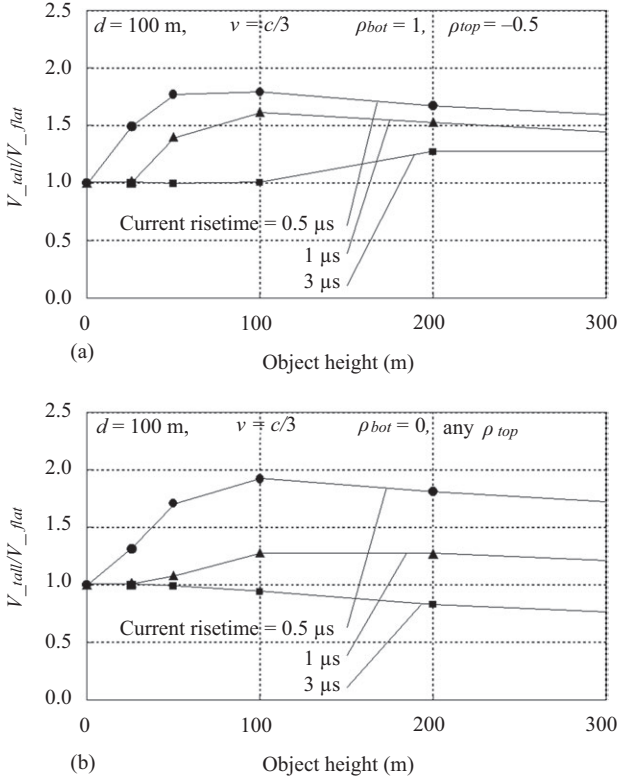 d = 100 m, v = c/3 ρbot = 1, ρtop = –0.5
V_tall/V_flat
2.5
2.0
1.5
1.0
0.5
0.0
Current risetime = 0.5 µs
1 µs
3 µs
0 100 200 300
(a)
Object height (m)
d = 100 m, v = c/3 ρbot = 0, any ρ top
V_tall/V_flat
2.5
2.0
1.5
1.0
0.5
0.0
Current risetime = 0.5 µs
1 µs
3 µs
0 100 200 300
(b)
Object height (m)